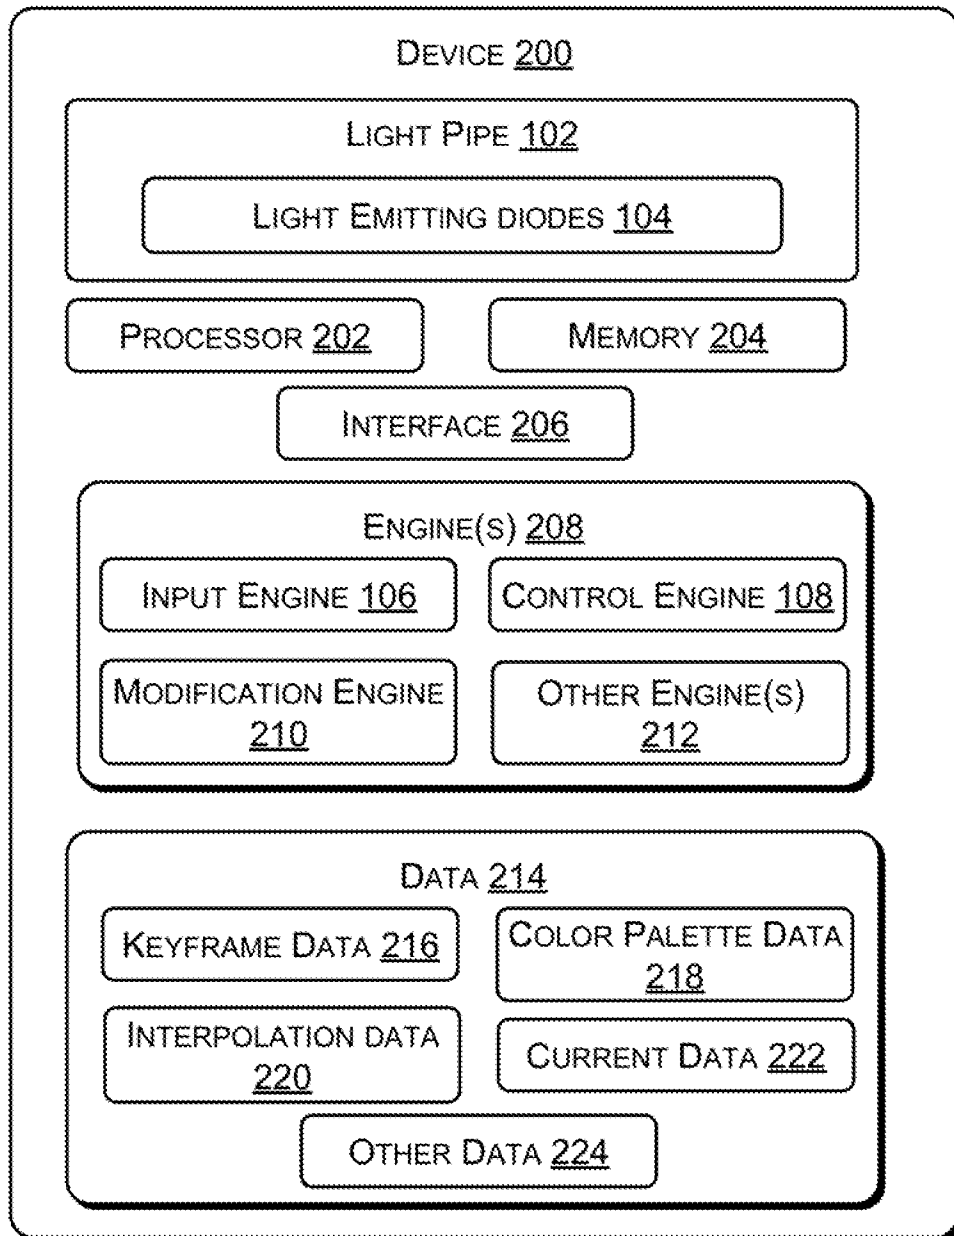 DEVICE 200
LIGHT PIPE 102
LIGHT EMITTING DIODES 104
PROCESSOR 202
MEMORY 204
INTERFACE 206
ENGINE(S) 208
INPUT ENGINE 106
CONTROL ENGINE 108
MODIFICATION ENGINE
210
OTHER ENGINE(S)
212
DATA 214
KEYFRAME DATA 216
COLOR PALETTE DATA
218
INTERPOLATION DATA
220
CURRENT DATA 222
OTHER DATA 224